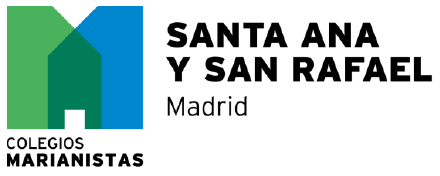 SANTA ANA
Y SAN RAFAEL
Madrid
COLEGIOS
MARIANISTAS